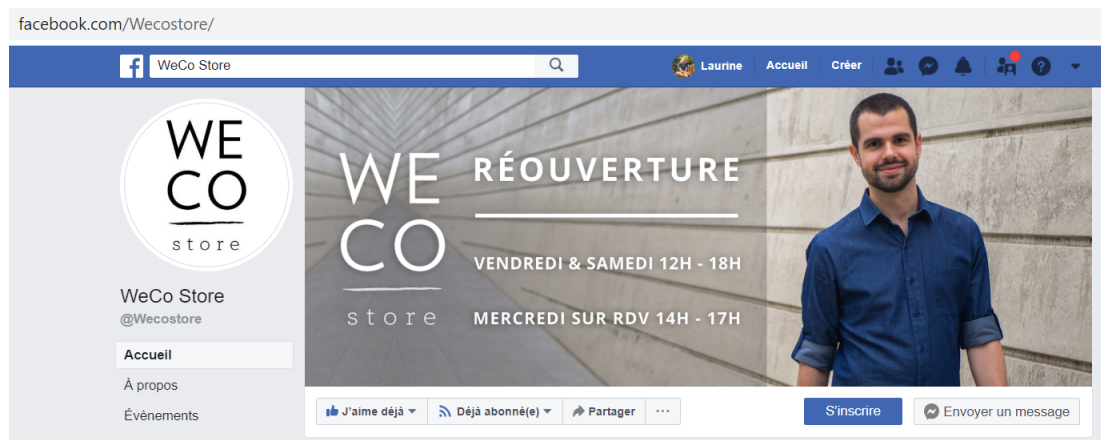 facebook.com/Wecostore/
WeCo Store
Laurine Accueil Créer
WE
CO
store
WeCo Store
@Wecostore
Accueil
À propos
Évènements
WE
CO
store
RÉOUVERTURE
VENDREDI & SAMEDI 12H - 18H
MERCREDI SUR RDV 14H - 17H
J'aime déjà Déjà abonné(e) Partager ... S'inscrire Envoyer un message